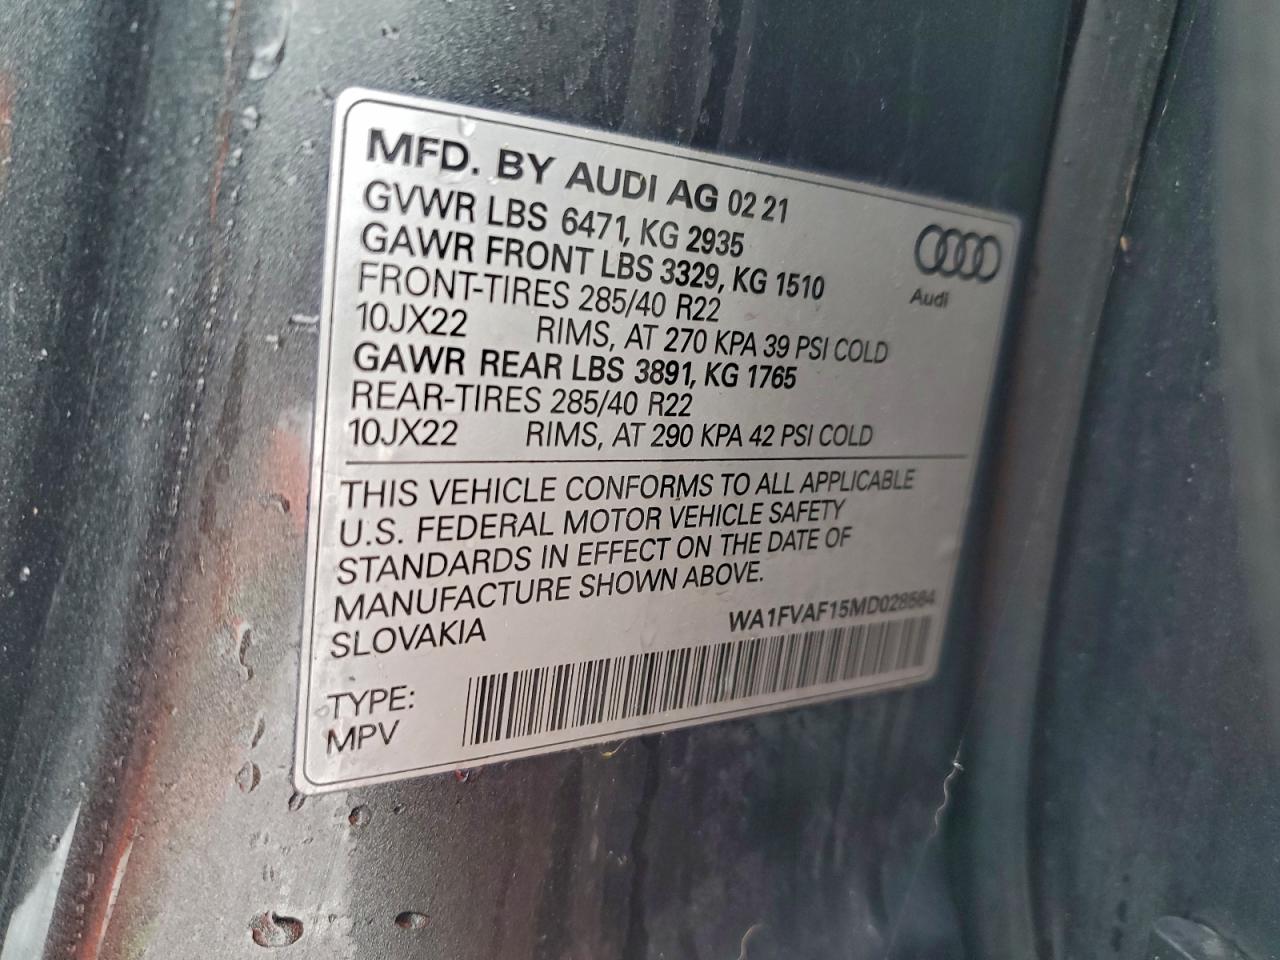 MFD. BY AUDI AG 02 21
GVWR LBS 6471, KG 2935
GAWR FRONT LBS 3329, KG 1510
FRONT-TIRES 285/40 R22
10JX22 RIMS, AT 270 KPA 39 PSI COLD
GAWR REAR LBS 3891, KG 1765
REAR-TIRES 285/40 R22
10JX22 RIMS, AT 290 KPA 42 PSI COLD
Audi
THIS VEHICLE CONFORMS TO ALL APPLICABLE
U.S. FEDERAL MOTOR VEHICLE SAFETY
STANDARDS IN EFFECT ON THE DATE OF
MANUFACTURE SHOWN ABOVE.
SLOVAKIA
WA1FVAF15MD028564
TYPE:
MPV